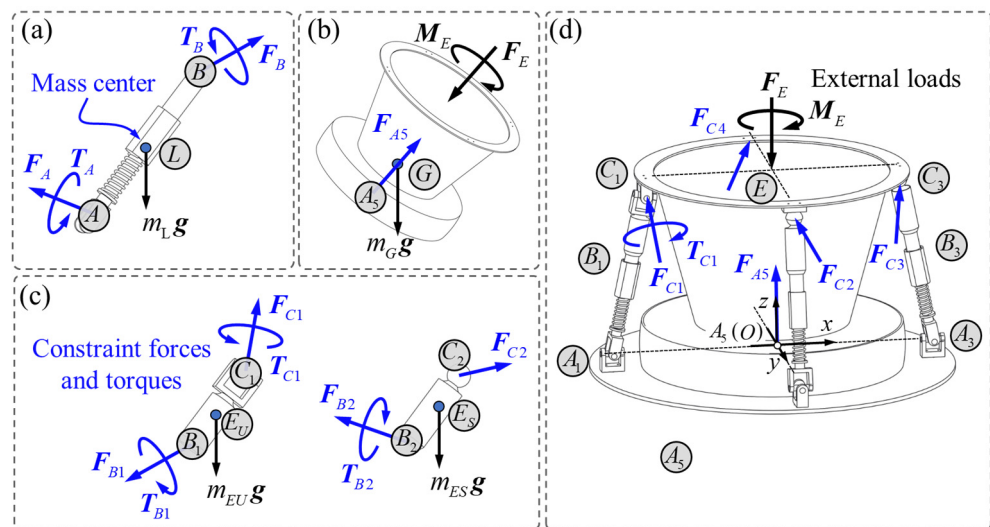 (a)
T_B
F_B
B
Mass center
L
F_A
T_A
A
m_L g
(b)
M_E
F_E
F_A5
G
A_5
m_G g
(c)
F_C1
Constraint forces
and torques
T_C1
C_1
F_B1
B_1
E_U
T_B1
m_EU g
C_2
F_C2
F_B2
B_2
E_S
T_B2
m_ES g
(d)
External loads
F_E
M_E
F_C4
C_1
E
C_3
B_1
T_C1
F_C1
F_A5
F_C2
F_C3
B_3
z
A_5(O)
x
y
A_1
A_3
A_5